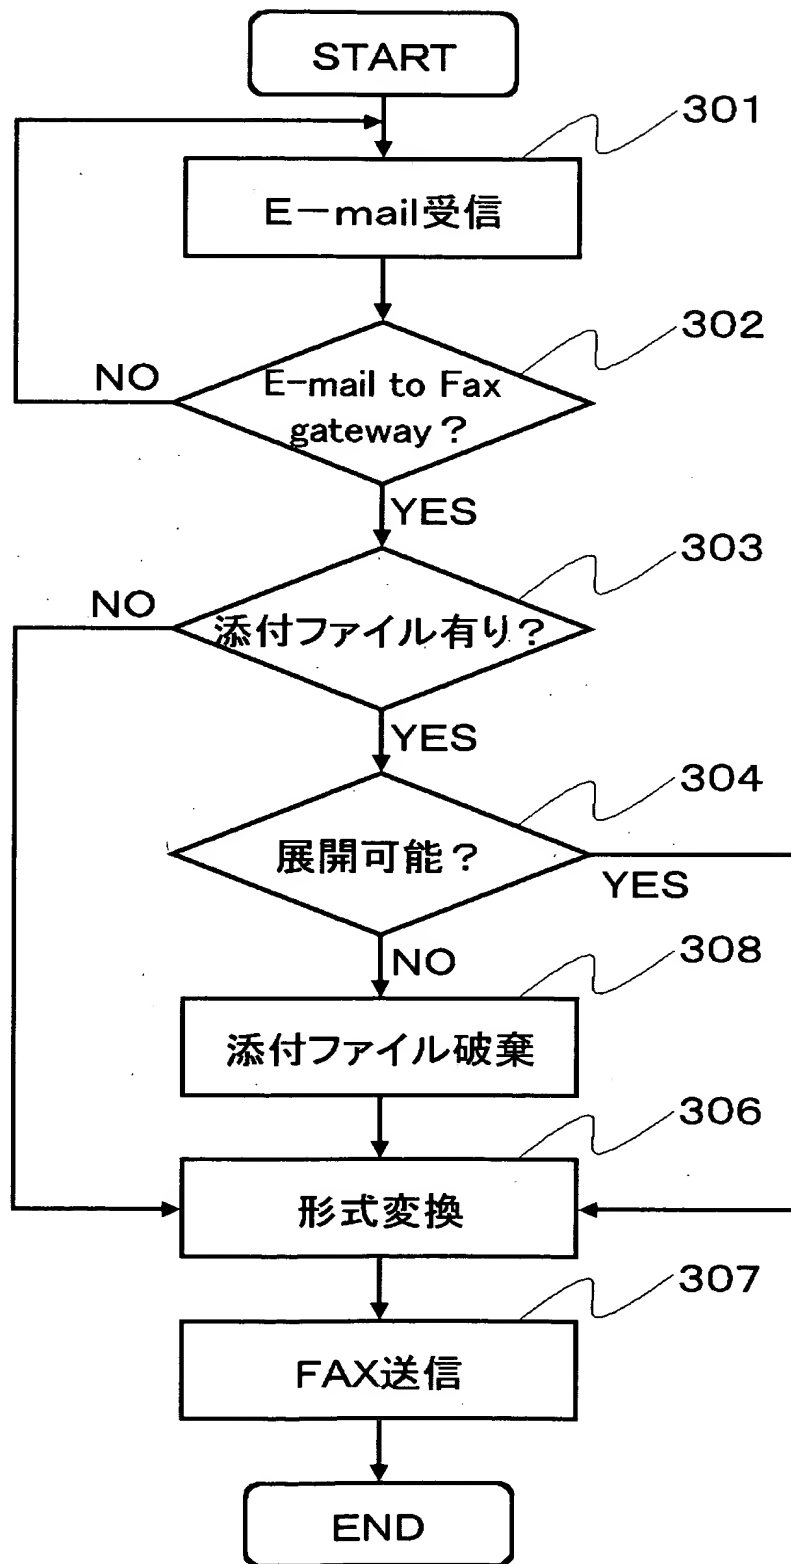 START
301
E－mail受信
302
NO
E-mail to Fax
gateway？
YES
303
NO
添付ファイル有り？
YES
304
展開可能？
YES
NO
308
添付ファイル破棄
306
形式変換
307
FAX送信
END